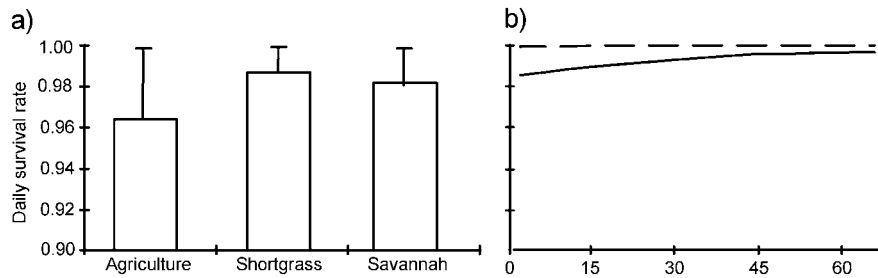 a)
Daily survival rate
1.00
0.98
0.96
0.94
0.92
0.90
Agriculture Shortgrass Savannah
b)
0 15 30 45 60